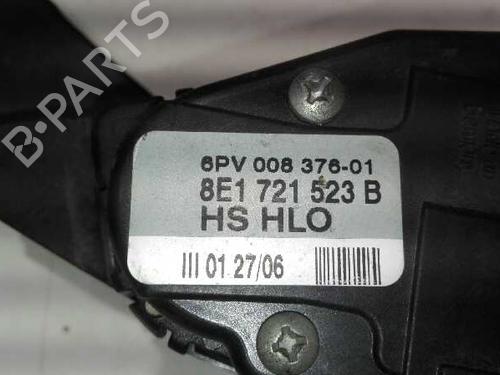 B-PARTS
6PV 008 376-01
8E1 721 523 B
HS HLO
III 01 27/06